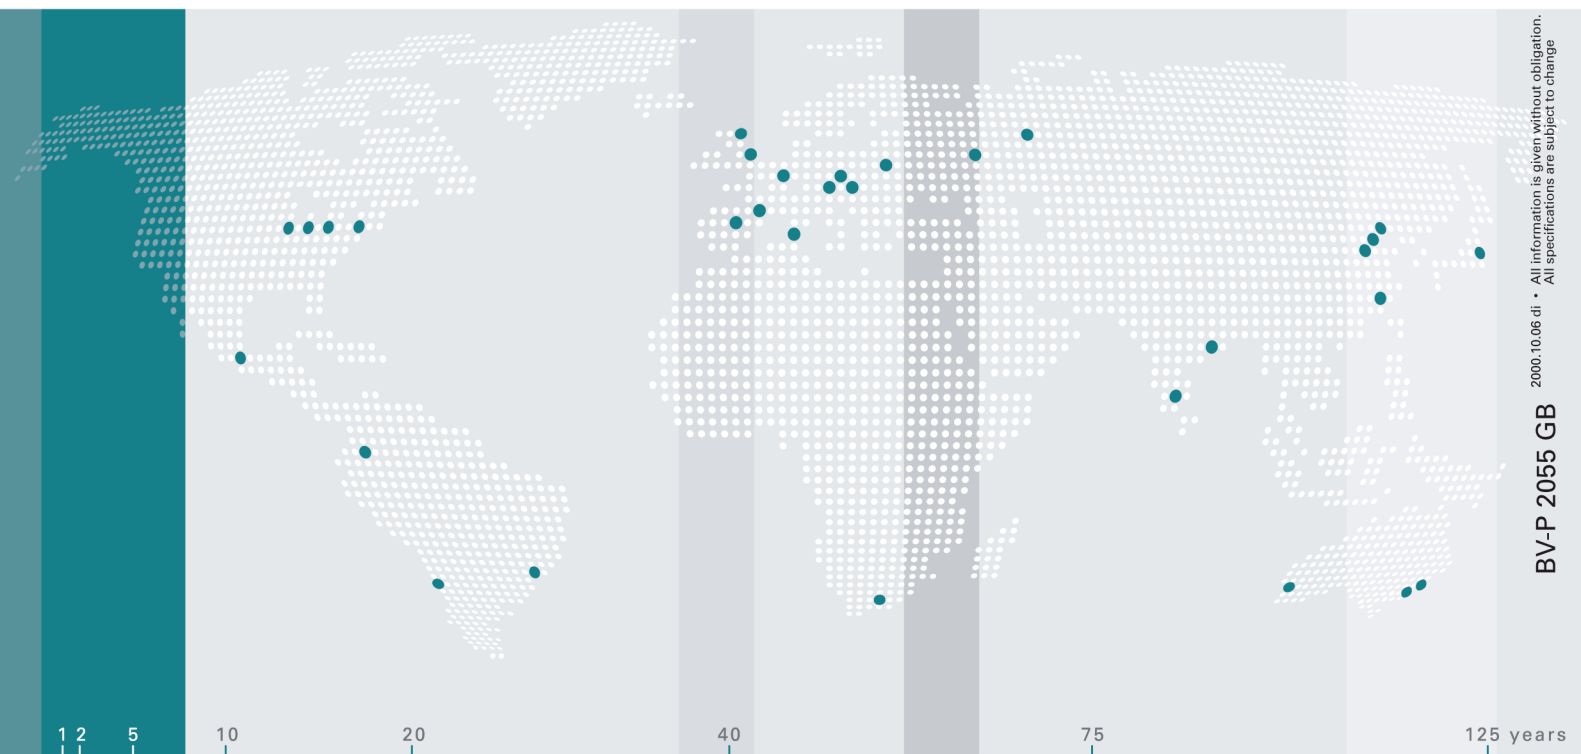 2000.10.06 di • All information is given without obligation.
All specifications are subject to change
BV-P 2055 GB
1 2 5 10 20 40 75 125 years